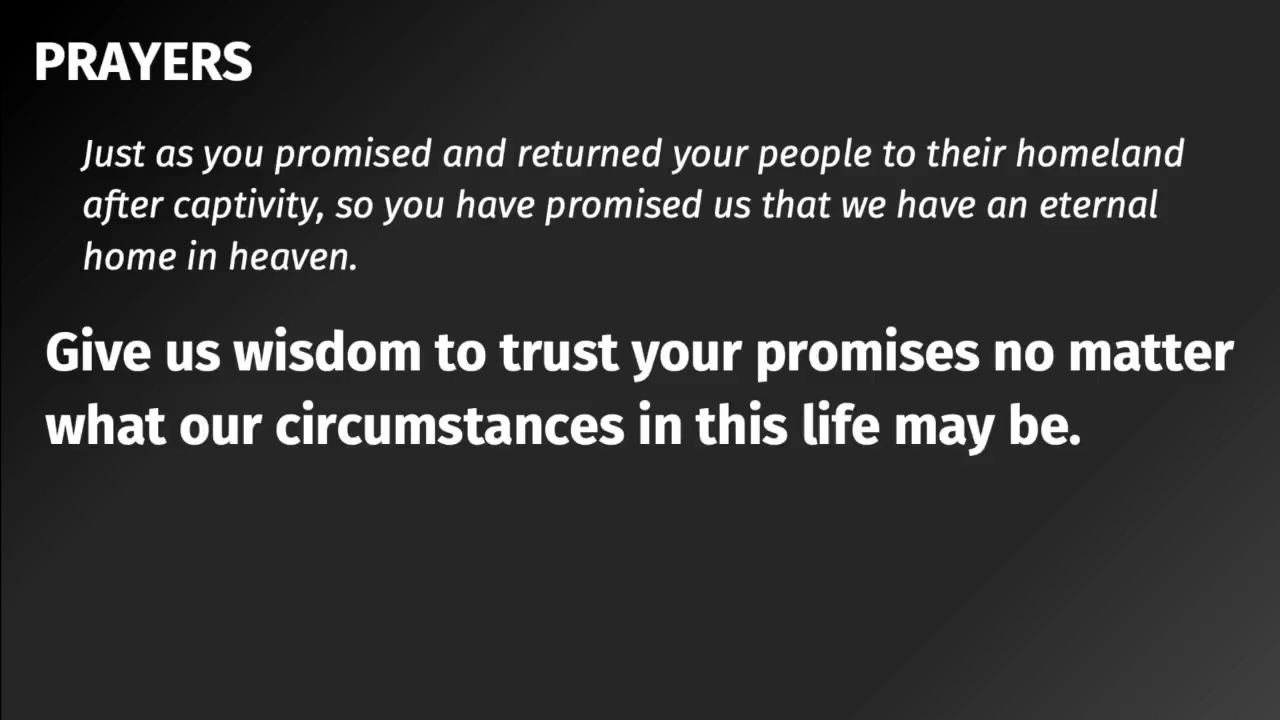 PRAYERS
Just as you promised and returned your people to their homeland
after captivity, so you have promised us that we have an eternal
home in heaven.
Give us wisdom to trust your promises no matter
what our circumstances in this life may be.